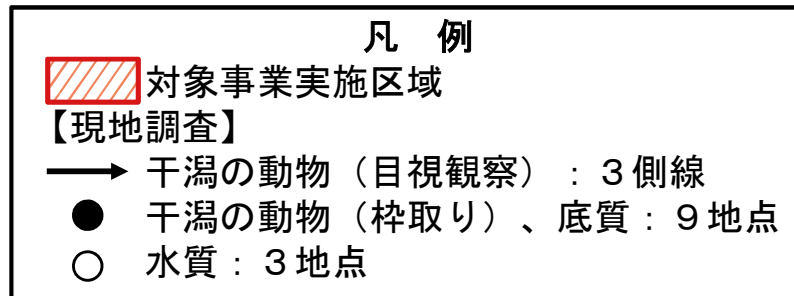 凡 例
対象事業実施区域
【現地調査】
干潟の動物（目視観察）：３側線
干潟の動物（枠取り）、底質：９地点
水質：３地点